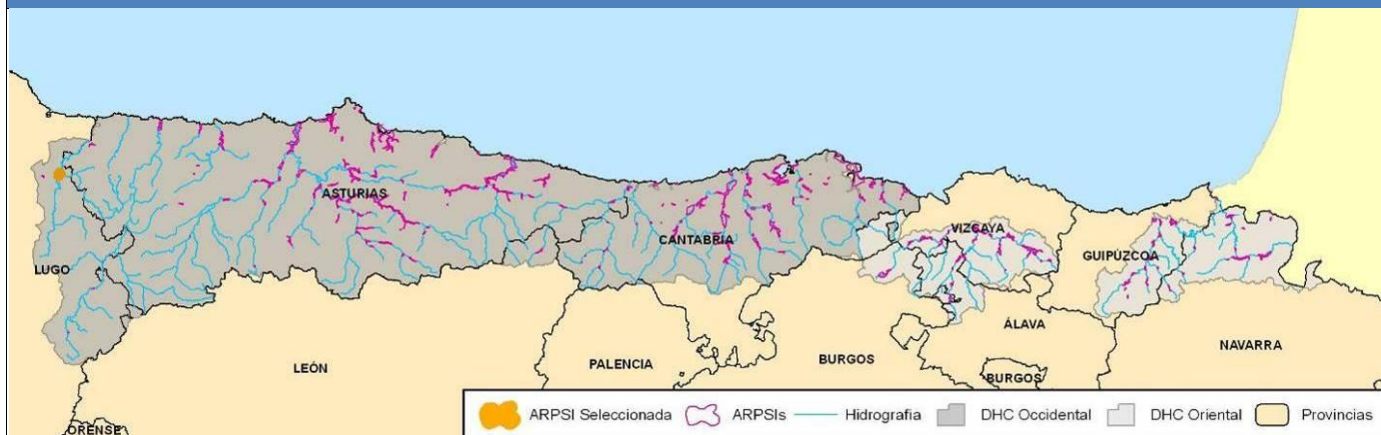 ASTURIAS
CANTABRIA
VIZCAYA
GUIPÚZCOA
LUGO
ÁLAVA
NAVARRA
LEÓN
PALENCIA
BURGOS
BURGOS
ORENSE
ARPSI Seleccionada ARPSIs Hidrografia DHC Occidental DHC Oriental Provincias